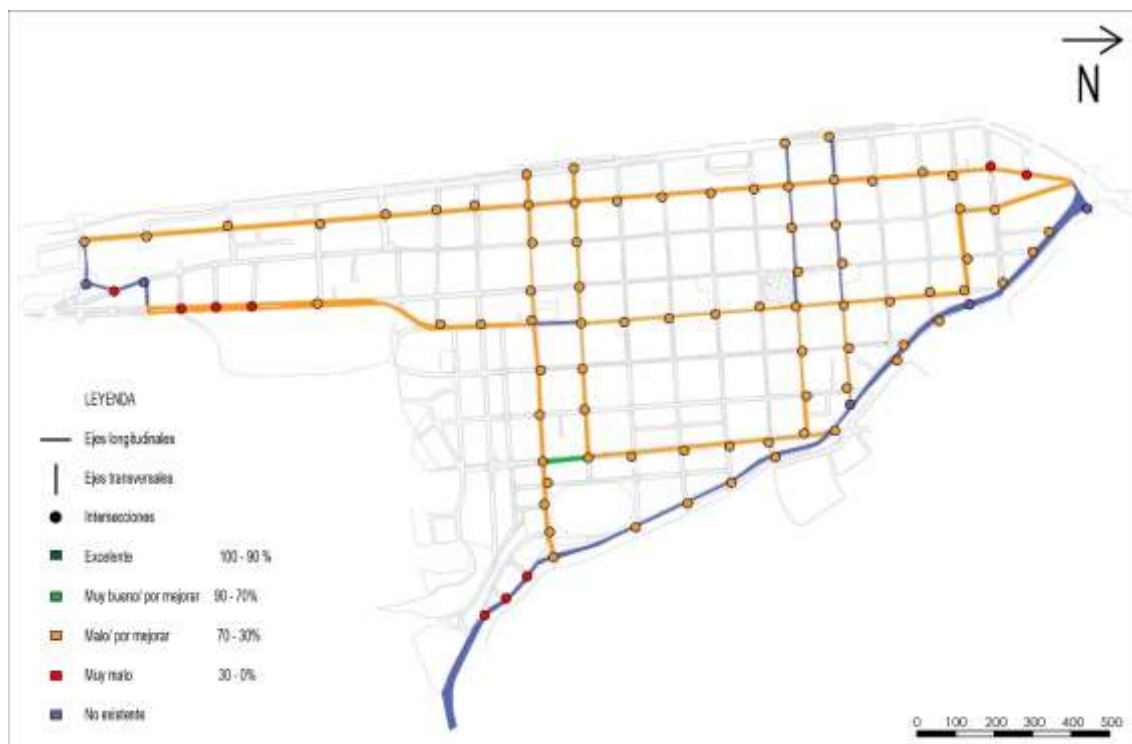 N
LEYENDA
Ejes longitudinales
Ejes transversales
Intersecciones
Excelente 100 - 90 %
Muy bueno/ por mejorar 90 - 70%
Malo/ por mejorar 70 - 30%
Muy malo 30 - 0%
No existente
0 100 200 300 400 500